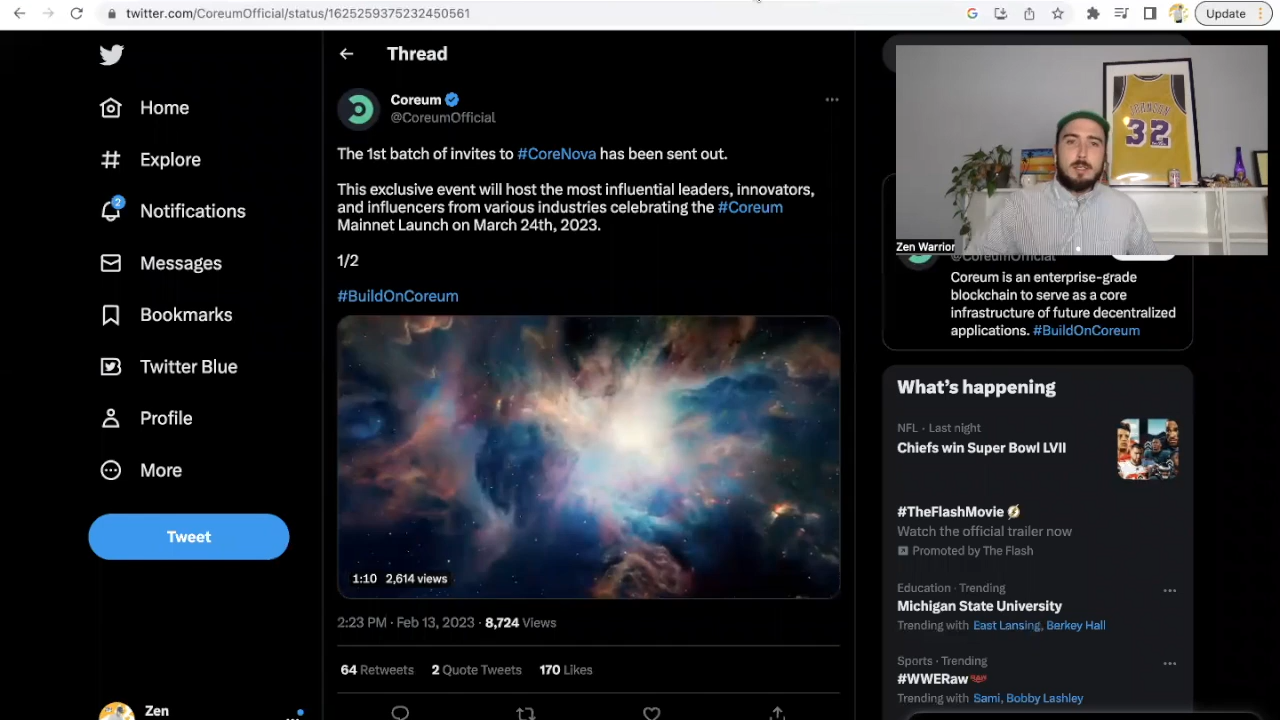 twitter.com/CoreumOfficial/status/1625259375232450561
Update
Home
Explore
2
Notifications
Messages
Bookmarks
Twitter Blue
Profile
More
Tweet
Zen
Thread
Coreum
@CoreumOfficial
The 1st batch of invites to #CoreNova has been sent out.
This exclusive event will host the most influential leaders, innovators,
and influencers from various industries celebrating the #Coreum
Mainnet Launch on March 24th, 2023.
1/2
#BuildOnCoreum
1:10 2,614 views
2:23 PM · Feb 13, 2023 · 8,724 Views
64 Retweets 2 Quote Tweets 170 Likes
JOHNSON
32
Zen Warrior
@CoreumOfficial
Coreum is an enterprise-grade
blockchain to serve as a core
infrastructure of future decentralized
applications. #BuildOnCoreum
What's happening
NFL · Last night
Chiefs win Super Bowl LVII
#TheFlashMovie
Watch the official trailer now
Promoted by The Flash
Education · Trending
Michigan State University
Trending with East Lansing, Berkey Hall
Sports · Trending
#WWERaw
Trending with Sami, Bobby Lashley